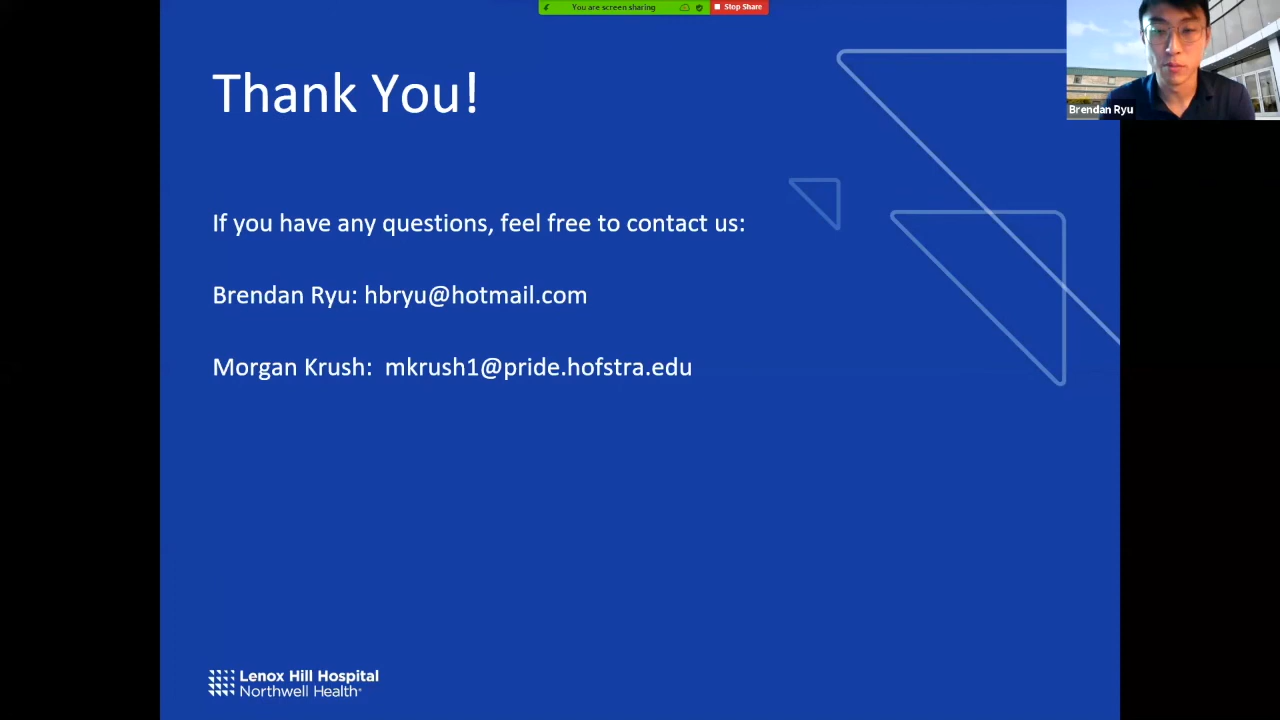 You are screen sharing
Stop Share
Thank You!
Brendan Ryu
If you have any questions, feel free to contact us:
Brendan Ryu: hbryu@hotmail.com
Morgan Krush:  mkrush1@pride.hofstra.edu
Lenox Hill Hospital
Northwell Health®